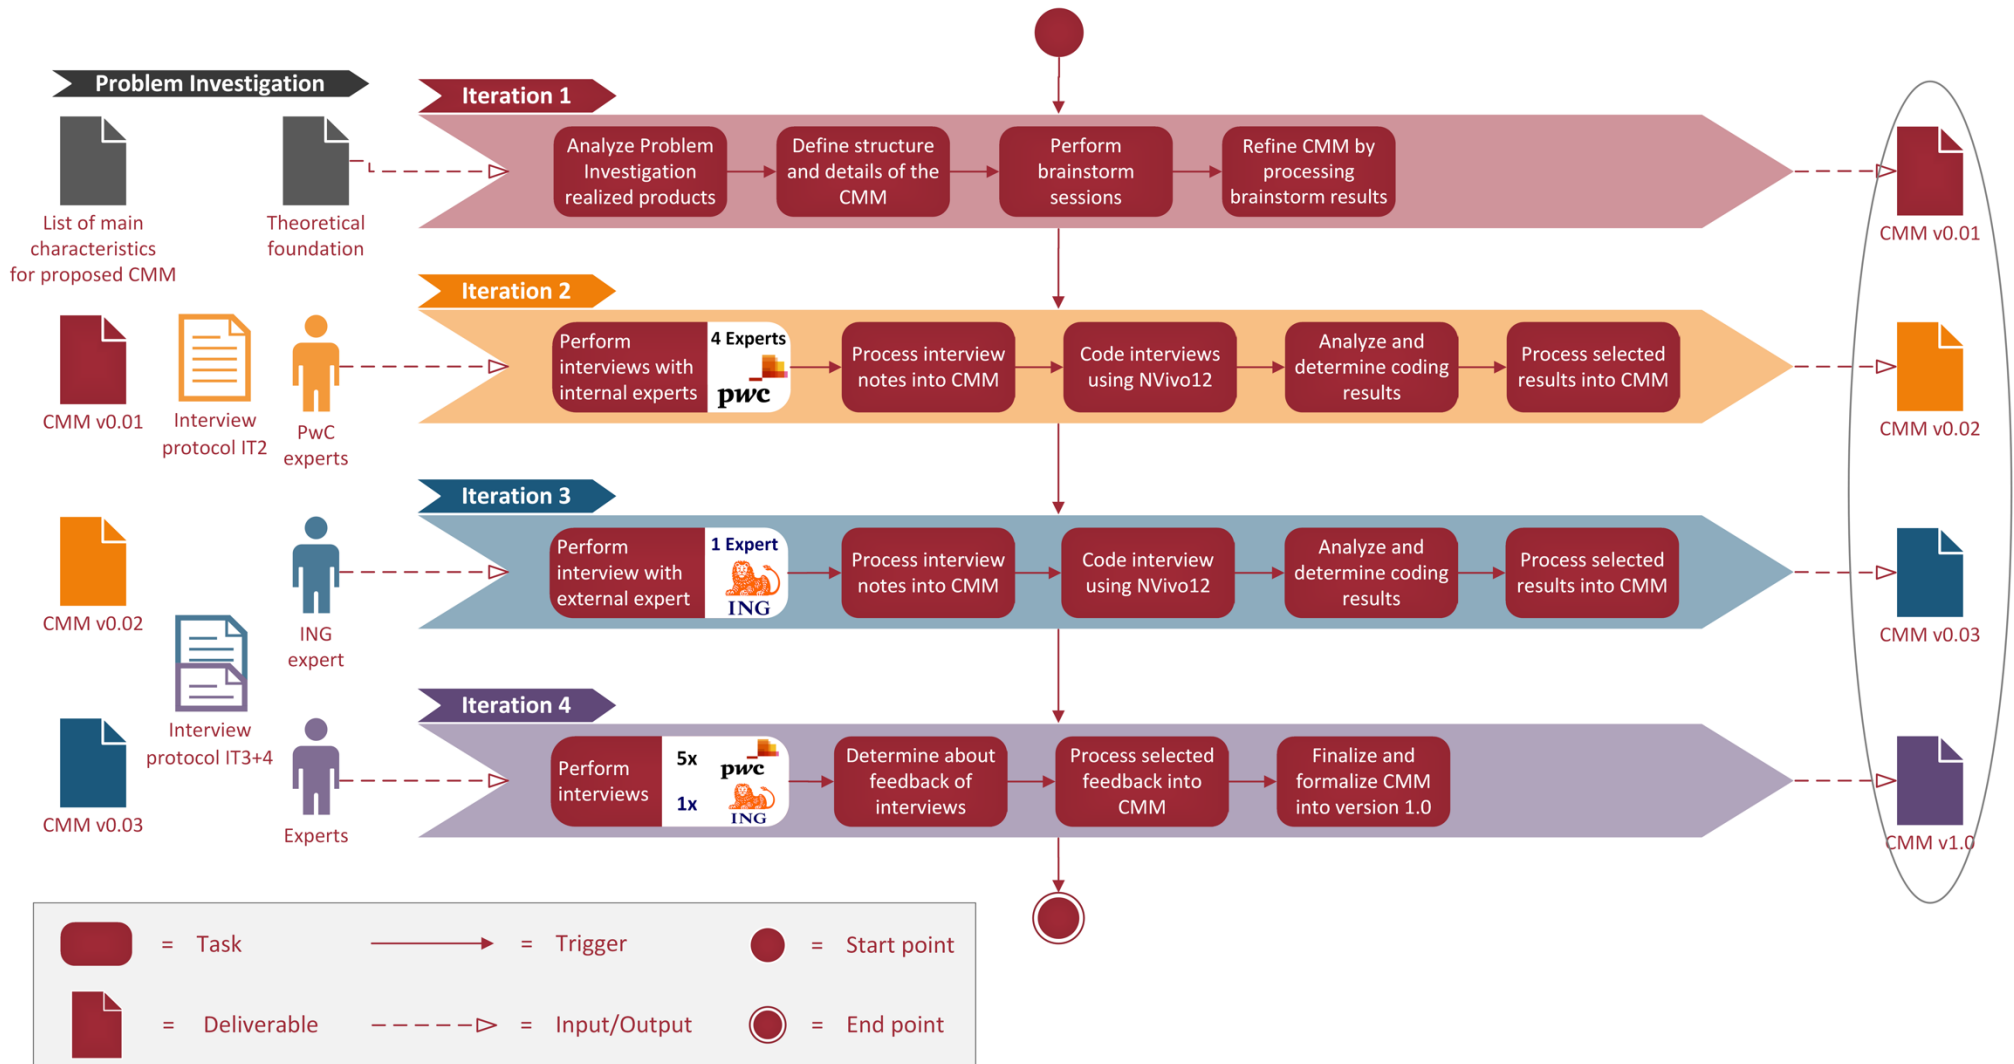 Problem Investigation
List of main
characteristics
for proposed CMM
Theoretical
foundation
Iteration 1
Analyze Problem
Investigation
realized products
Define structure
and details of the
CMM
Perform
brainstorm
sessions
Refine CMM by
processing
brainstorm results
CMM v0.01
CMM v0.01
Interview
protocol IT2
PwC
experts
Iteration 2
Perform
interviews with
internal experts
4 Experts
pwc
Process interview
notes into CMM
Code interviews
using NVivo12
Analyze and
determine coding
results
Process selected
results into CMM
CMM v0.02
CMM v0.02
ING
expert
Iteration 3
Perform
interview with
external expert
1 Expert
ING
Process interview
notes into CMM
Code interview
using NVivo12
Analyze and
determine coding
results
Process selected
results into CMM
CMM v0.03
Interview
protocol IT3+4
CMM v0.03
Experts
Iteration 4
Perform
interviews
5x
pwc
1x
ING
Determine about
feedback of
interviews
Process selected
feedback into
CMM
Finalize and
formalize CMM
into version 1.0
CMM v1.0
= Task
= Trigger
= Start point
= Deliverable
= Input/Output
= End point